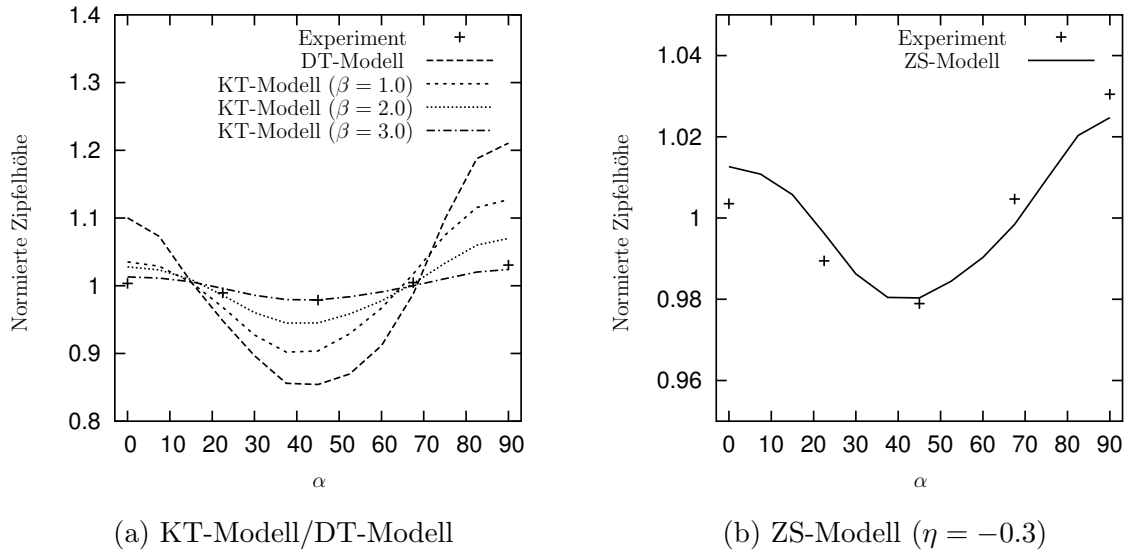 Normierte Zipfelhöhe
1.4
1.3
1.2
1.1
1
0.9
0.8
Experiment
DT-Modell
KT-Modell (β = 1.0)
KT-Modell (β = 2.0)
KT-Modell (β = 3.0)
0 10 20 30 40 50 60 70 80 90
α
(a) KT-Modell/DT-Modell
Normierte Zipfelhöhe
1.04
1.02
1
0.98
0.96
Experiment
ZS-Modell
0 10 20 30 40 50 60 70 80 90
α
(b) ZS-Modell (η = −0.3)